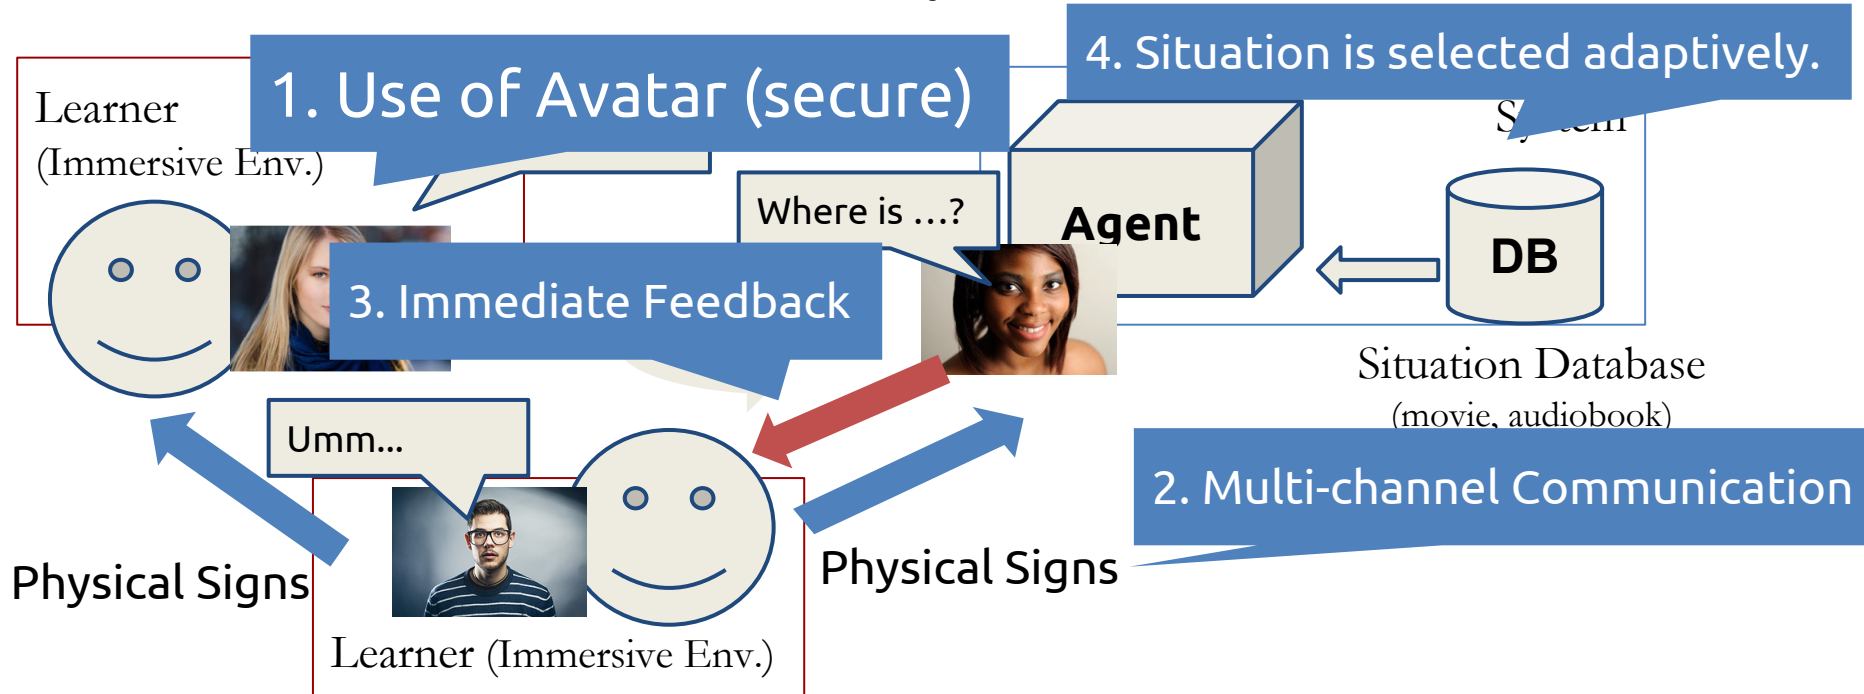 4. Situation is selected adaptively.
1. Use of Avatar (secure)
Learner
(Immersive Env.)
Where is ...?
Agent
DB
3. Immediate Feedback
Situation Database
(movie, audiobook)
Umm...
2. Multi-channel Communication
Physical Signs
Physical Signs
Learner (Immersive Env.)